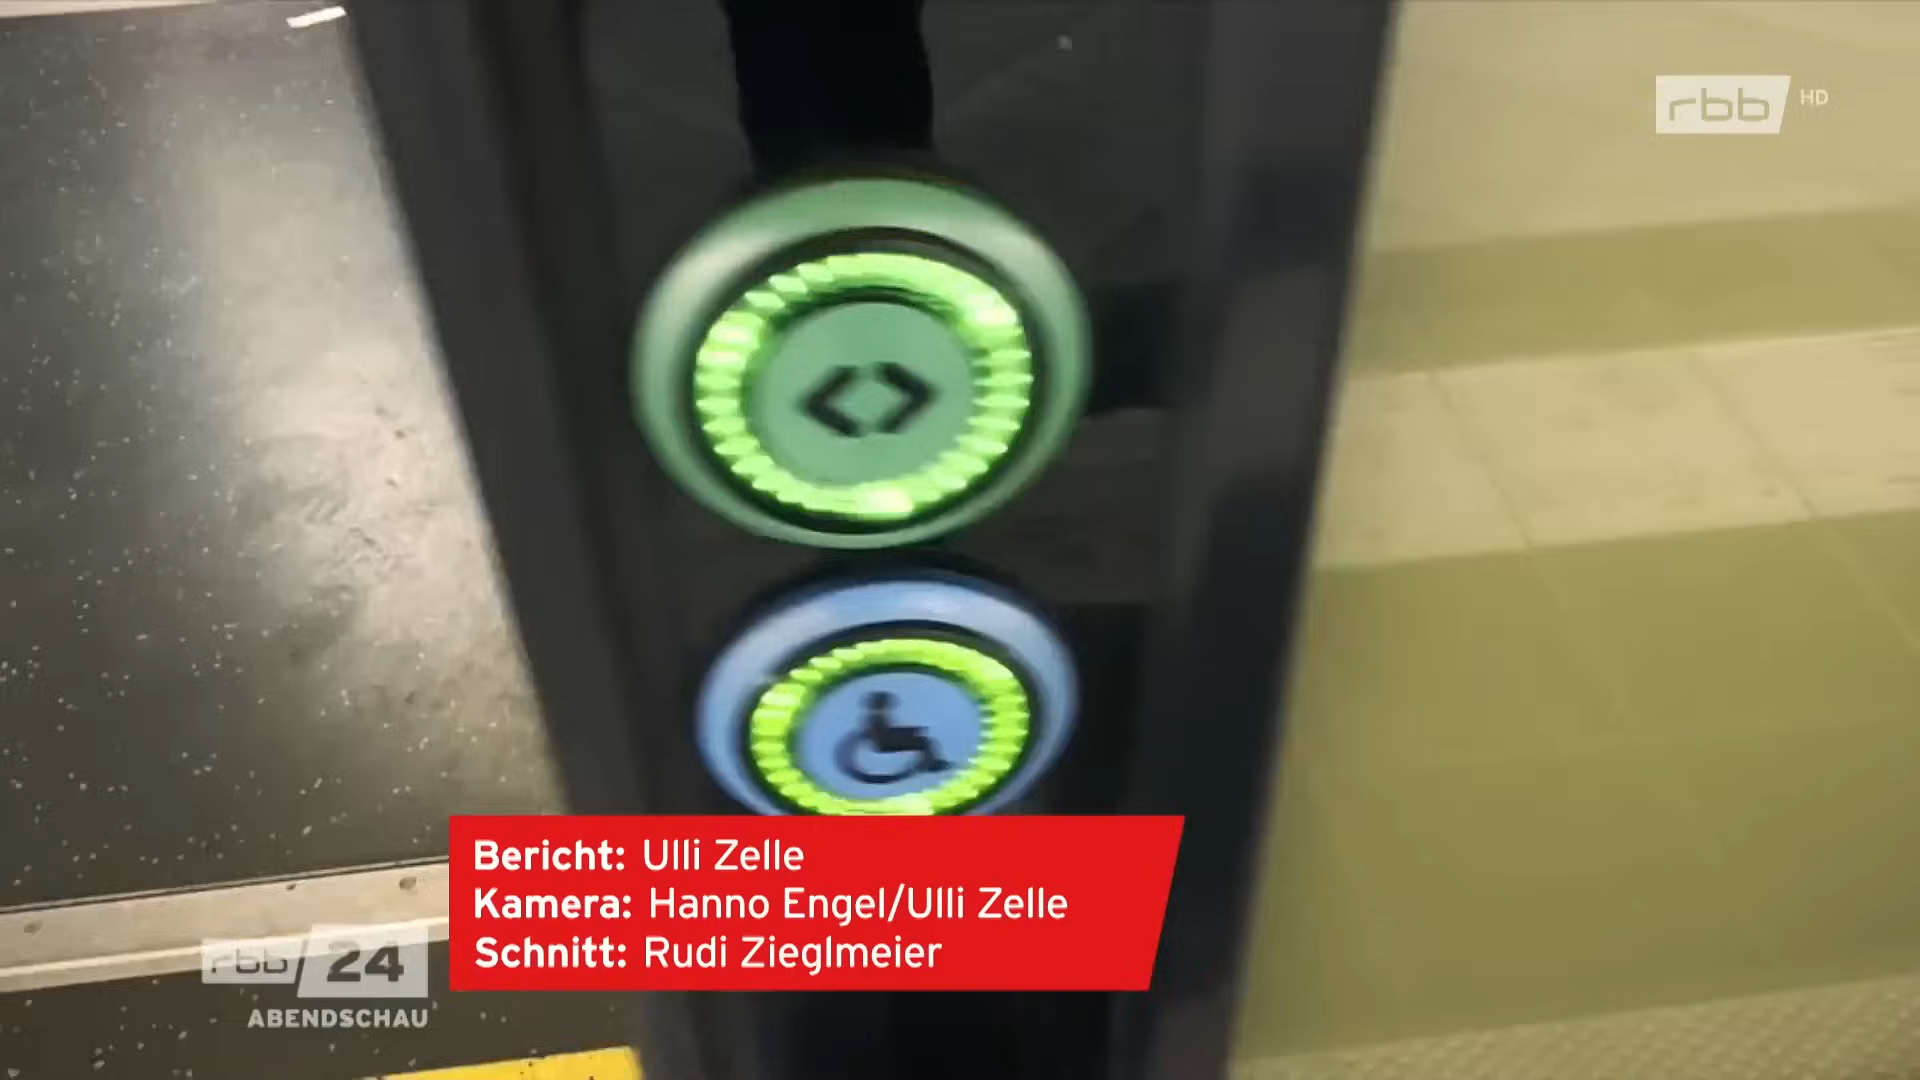 rbb HD
Bericht: Ulli Zelle
Kamera: Hanno Engel/Ulli Zelle
Schnitt: Rudi Zieglmeier
rbb 24
ABENDSCHAU